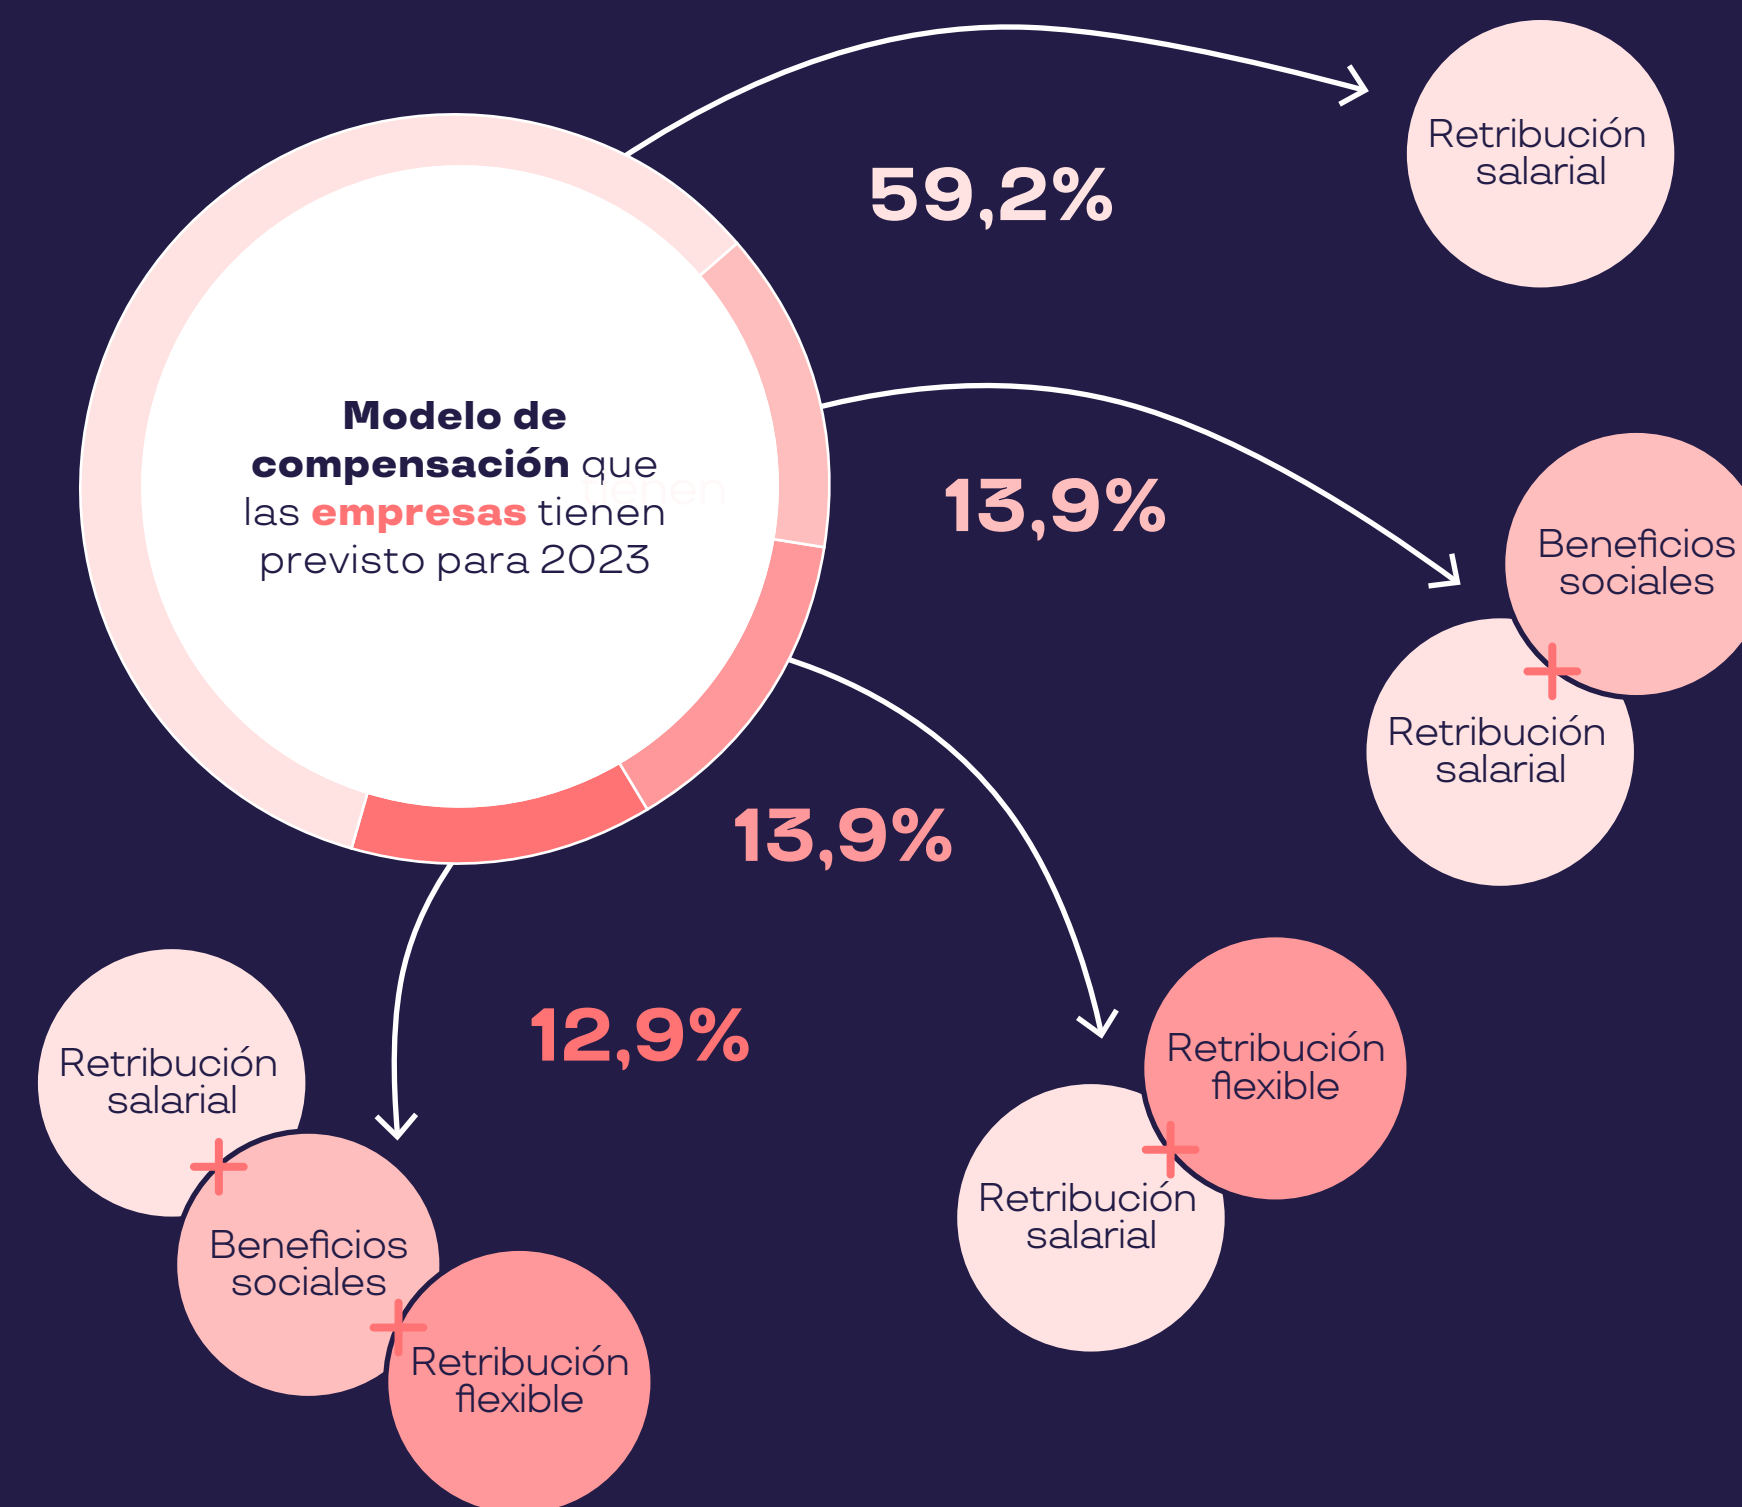 Retribución
salarial
59,2%
Modelo de
compensación que
las empresas tienen
previsto para 2023
tienen
13,9%
Beneficios
sociales
Retribución
salarial
13,9%
Retribución
flexible
Retribución
salarial
12,9%
Retribución
salarial
Beneficios
sociales
Retribución
flexible